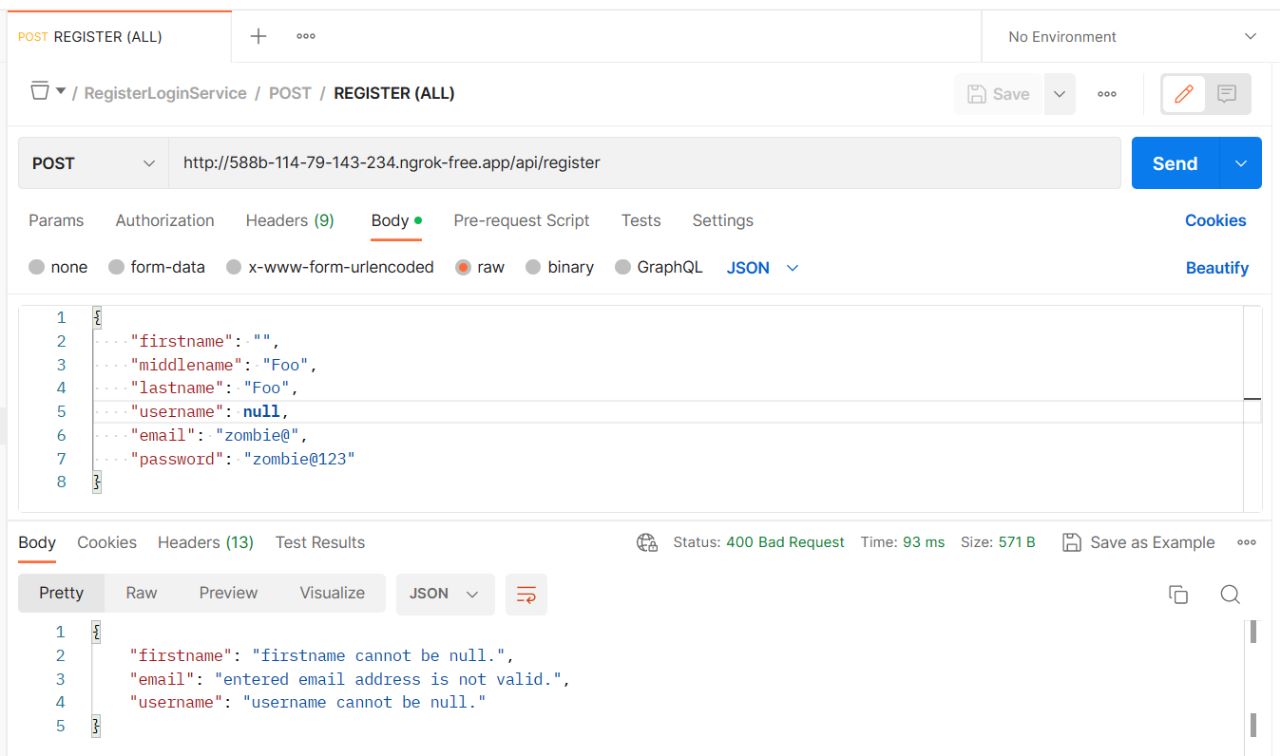 POST REGISTER (ALL)
No Environment
/ RegisterLoginService / POST / REGISTER (ALL)
Save
POST
http://588b-114-79-143-234.ngrok-free.app/api/register
Send
Params Authorization Headers (9) Body Pre-request Script Tests Settings Cookies
none form-data x-www-form-urlencoded raw binary GraphQL JSON Beautify
1 {
2 "firstname": "",
3 "middlename": "Foo",
4 "lastname": "Foo",
5 "username": null,
6 "email": "zombie@",
7 "password": "zombie@123"
8 }
Body Cookies Headers (13) Test Results Status: 400 Bad Request Time: 93 ms Size: 571 B Save as Example
Pretty Raw Preview Visualize JSON
1 {
2 "firstname": "firstname cannot be null.",
3 "email": "entered email address is not valid.",
4 "username": "username cannot be null."
5 }